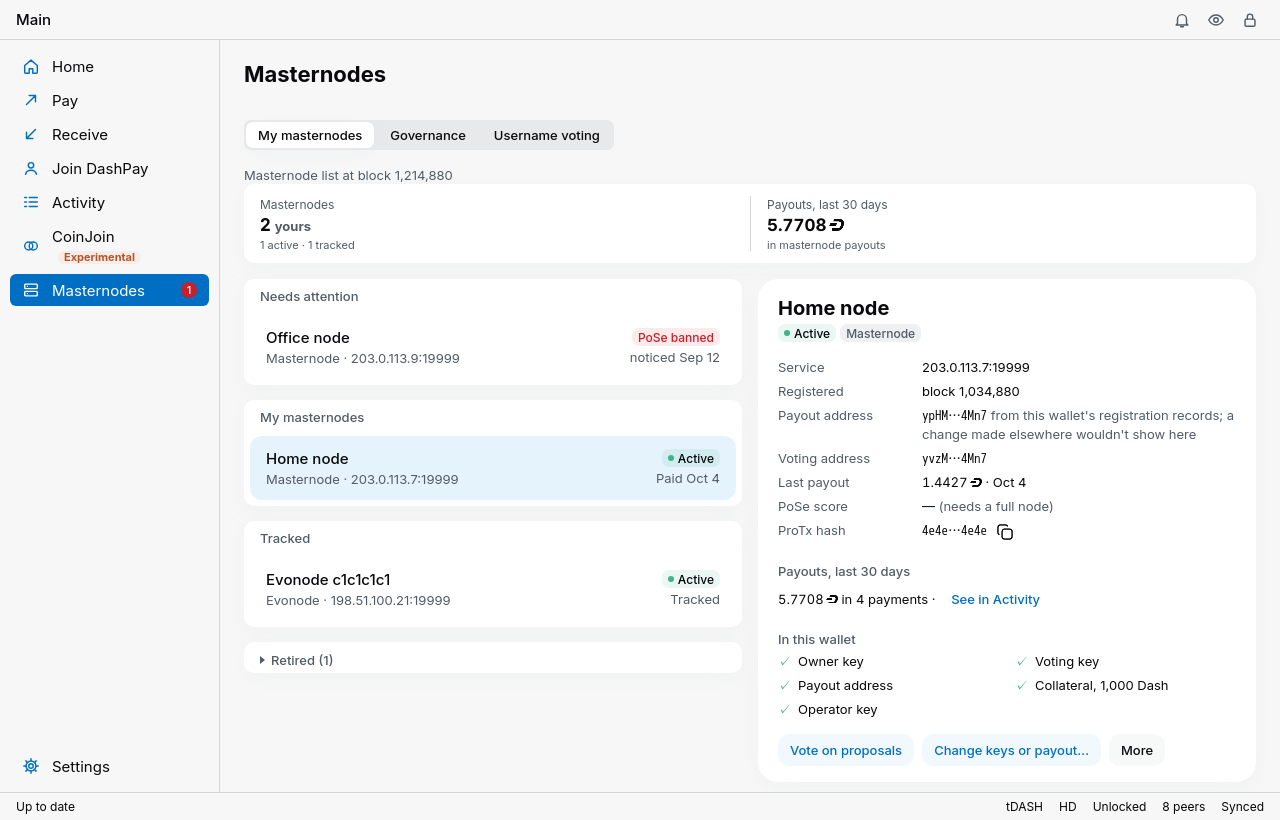 Main
Home
Pay
Receive
Join DashPay
Activity
CoinJoin
Experimental
Masternodes 1
Settings
Masternodes
My masternodes Governance Username voting
Masternode list at block 1,214,880
Masternodes
2 yours
1 active · 1 tracked
Payouts, last 30 days
5.7708
in masternode payouts
Needs attention
Office node PoSe banned
Masternode · 203.0.113.9:19999 noticed Sep 12
My masternodes
Home node Active
Masternode · 203.0.113.7:19999 Paid Oct 4
Tracked
Evonode c1c1c1c1 Active
Evonode · 198.51.100.21:19999 Tracked
Retired (1)
Home node
Active Masternode
Service 203.0.113.7:19999
Registered block 1,034,880
Payout address ypHM⋯4Mn7 from this wallet's registration records; a
change made elsewhere wouldn't show here
Voting address yvzM⋯4Mn7
Last payout 1.4427 · Oct 4
PoSe score — (needs a full node)
ProTx hash 4e4e⋯4e4e
Payouts, last 30 days
5.7708 in 4 payments · See in Activity
In this wallet
✓ Owner key ✓ Voting key
✓ Payout address ✓ Collateral, 1,000 Dash
✓ Operator key
Vote on proposals Change keys or payout... More
Up to date tDASH HD Unlocked 8 peers Synced